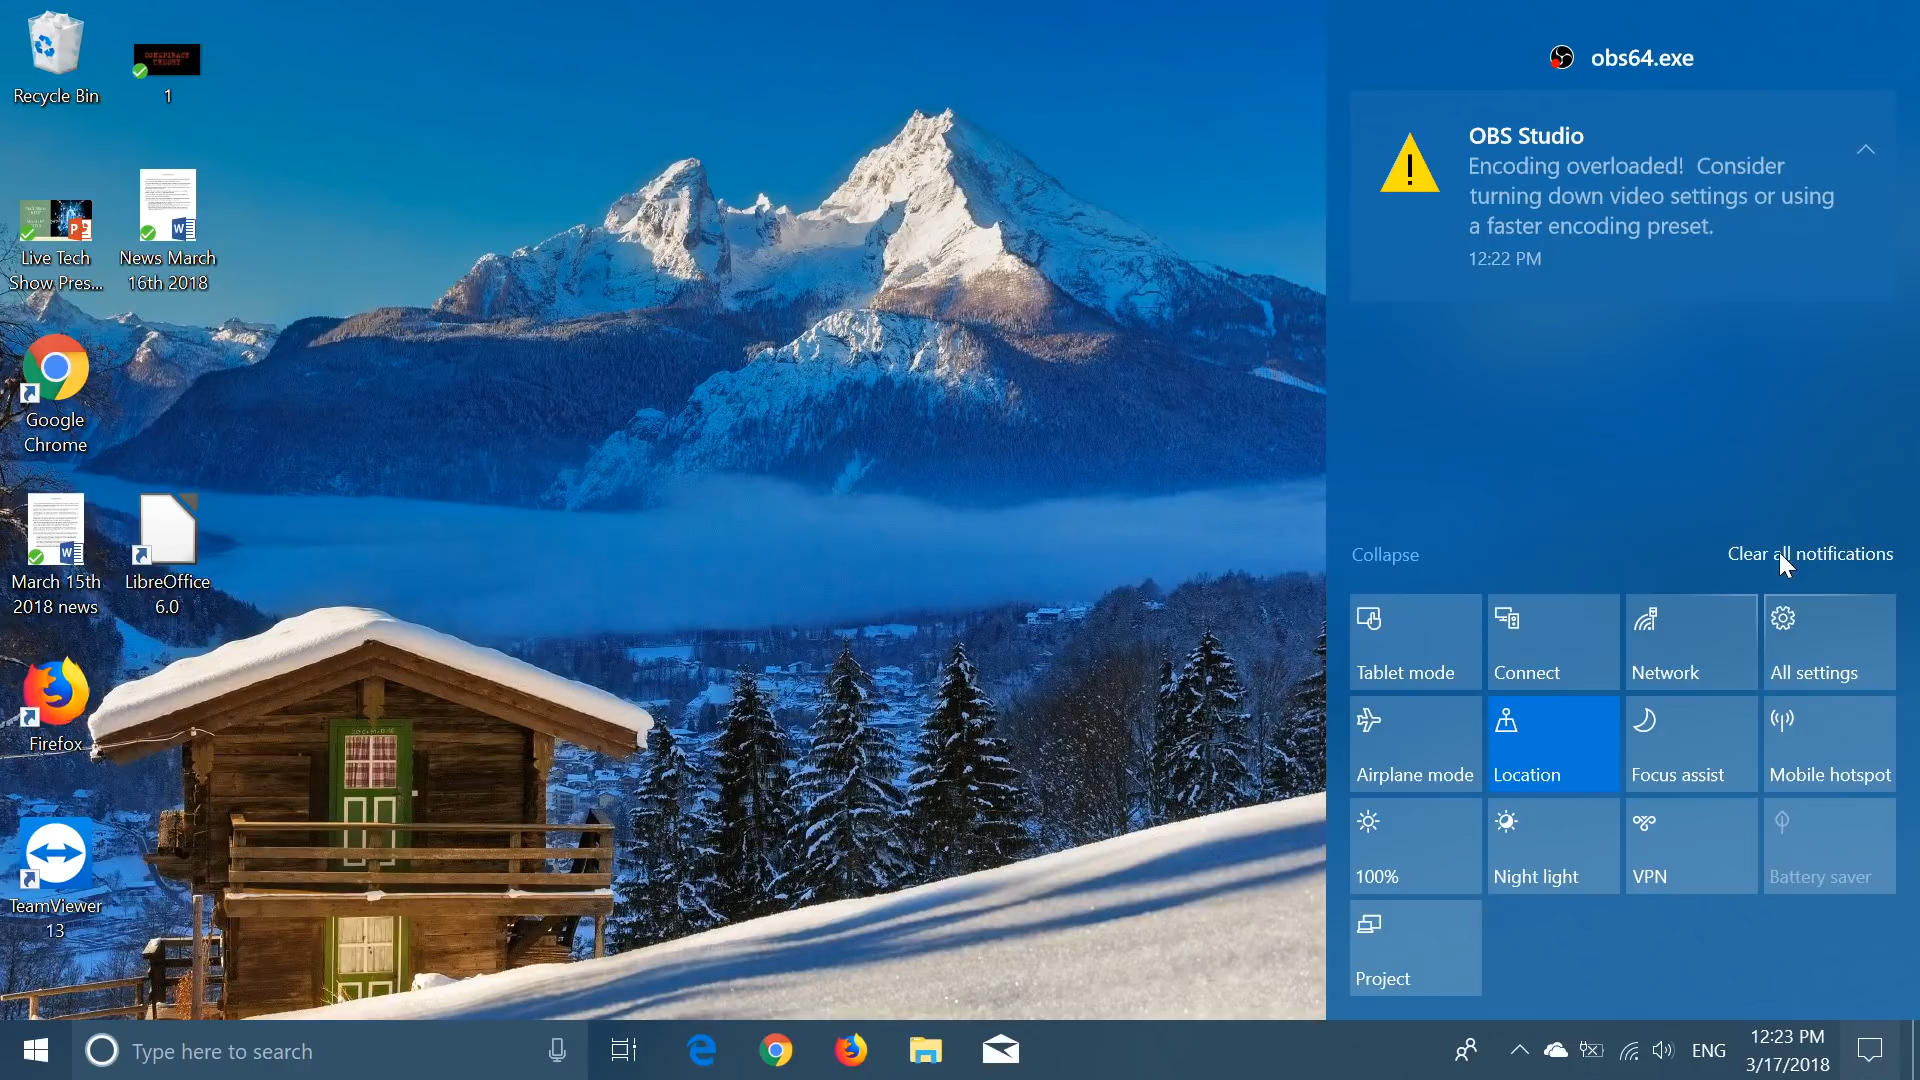 Recycle Bin
1
CONSPIRACY
THEORY
Live Tech
Show Pres...
News March
16th 2018
Google
Chrome
March 15th
2018 news
LibreOffice
6.0
Firefox
TeamViewer
13
obs64.exe
OBS Studio
Encoding overloaded! Consider
turning down video settings or using
a faster encoding preset.
12:22 PM
Collapse
Clear all notifications
Tablet mode
Connect
Network
All settings
Airplane mode
Location
Focus assist
Mobile hotspot
100%
Night light
VPN
Battery saver
Project
Type here to search
ENG
12:23 PM
3/17/2018